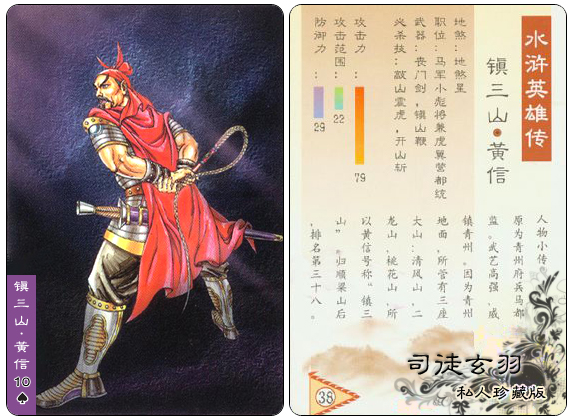 镇三山·黄信
10♠
水浒英雄传
镇三山·黄信
地煞：地煞星
职位：马军小彪将兼虎翼营都统
武器：丧门剑，镇山鞭
必杀技：敲山震虎，开山斩
攻击力：
79
攻击范围：
22
防御力：
29
人物小传
原为青州府兵马都
监。武艺高强，威
镇青州。因为青州
地面，所管有三座
大山：清风山，二
龙山，桃花山，所
以黄信号称“镇三
山”。归顺梁山后
，排名第三十八。
38
司徒玄羽
私人珍藏版